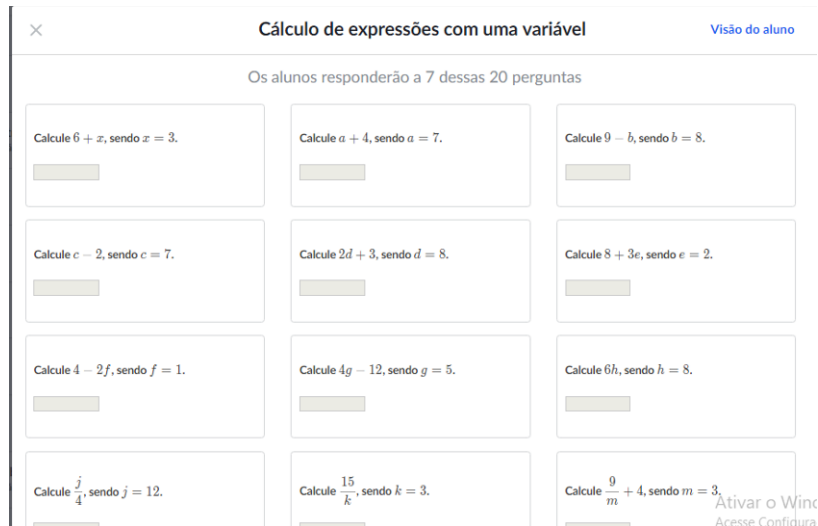 Cálculo de expressões com uma variável
Visão do aluno
Os alunos responderão a 7 dessas 20 perguntas
Calcule 6 + x, sendo x = 3.
Calcule a + 4, sendo a = 7.
Calcule 9 − b, sendo b = 8.
Calcule c − 2, sendo c = 7.
Calcule 2d + 3, sendo d = 8.
Calcule 8 + 3e, sendo e = 2.
Calcule 4 − 2f, sendo f = 1.
Calcule 4g − 12, sendo g = 5.
Calcule 6h, sendo h = 8.
Calcule j/4, sendo j = 12.
Calcule 15/k, sendo k = 3.
Calcule 9/m + 4, sendo m = 3.
Ativar o Wind
Acesse Configura